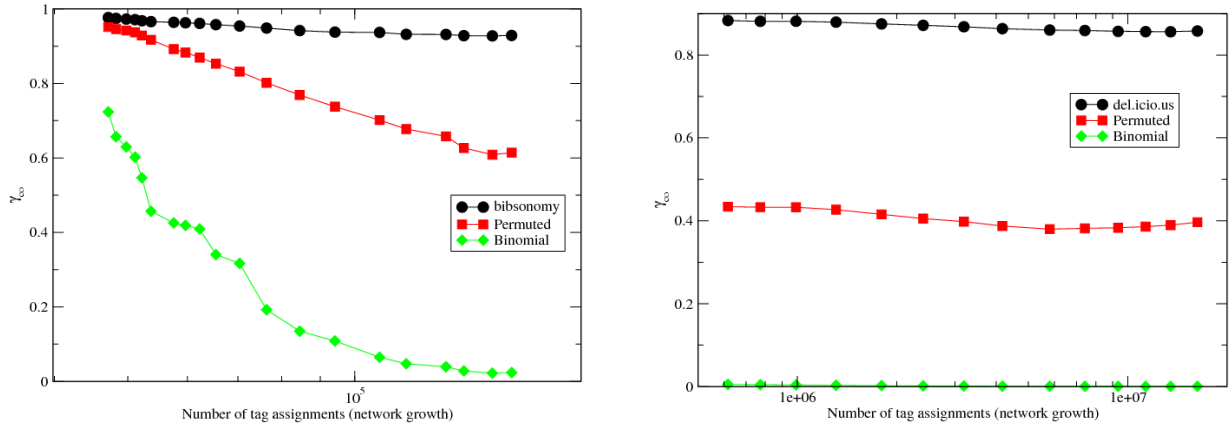 1
0.8
0.6
0.4
0.2
0
γco
bibsonomy
Permuted
Binomial
10^5
Number of tag assignments (network growth)
0.8
0.6
0.4
0.2
0
γco
del.icio.us
Permuted
Binomial
1e+06
1e+07
Number of tag assignments (network growth)